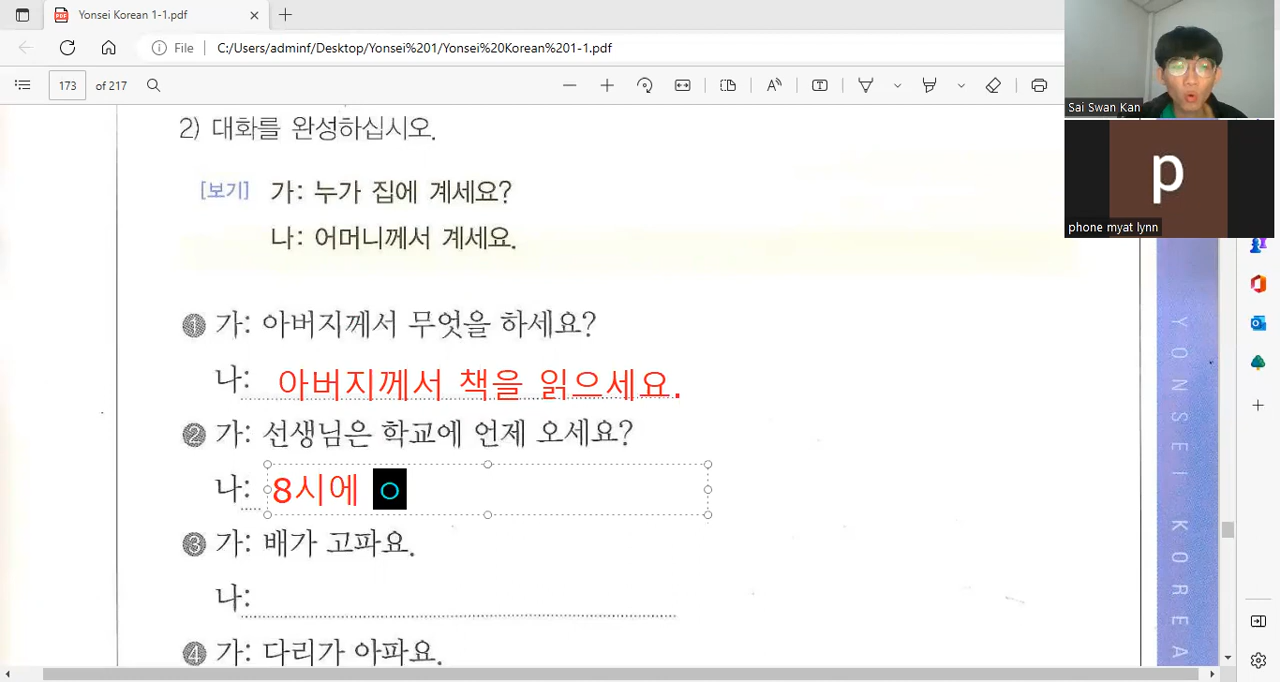 Yonsei Korean 1-1.pdf
File
C:/Users/adminf/Desktop/Yonsei%201/Yonsei%20Korean%201-1.pdf
173 of 217
Sai Swan Kan
p
phone myat lynn
2) 대화를 완성하십시오.
[보기] 가: 누가 집에 계세요?
나: 어머니께서 계세요.
① 가: 아버지께서 무엇을 하세요?
나: 아버지께서 책을 읽으세요.
② 가: 선생님은 학교에 언제 오세요?
나: 8시에 ㅇ
③ 가: 배가 고파요.
나:
④ 가: 다리가 아파요.
YONSEI KOREA